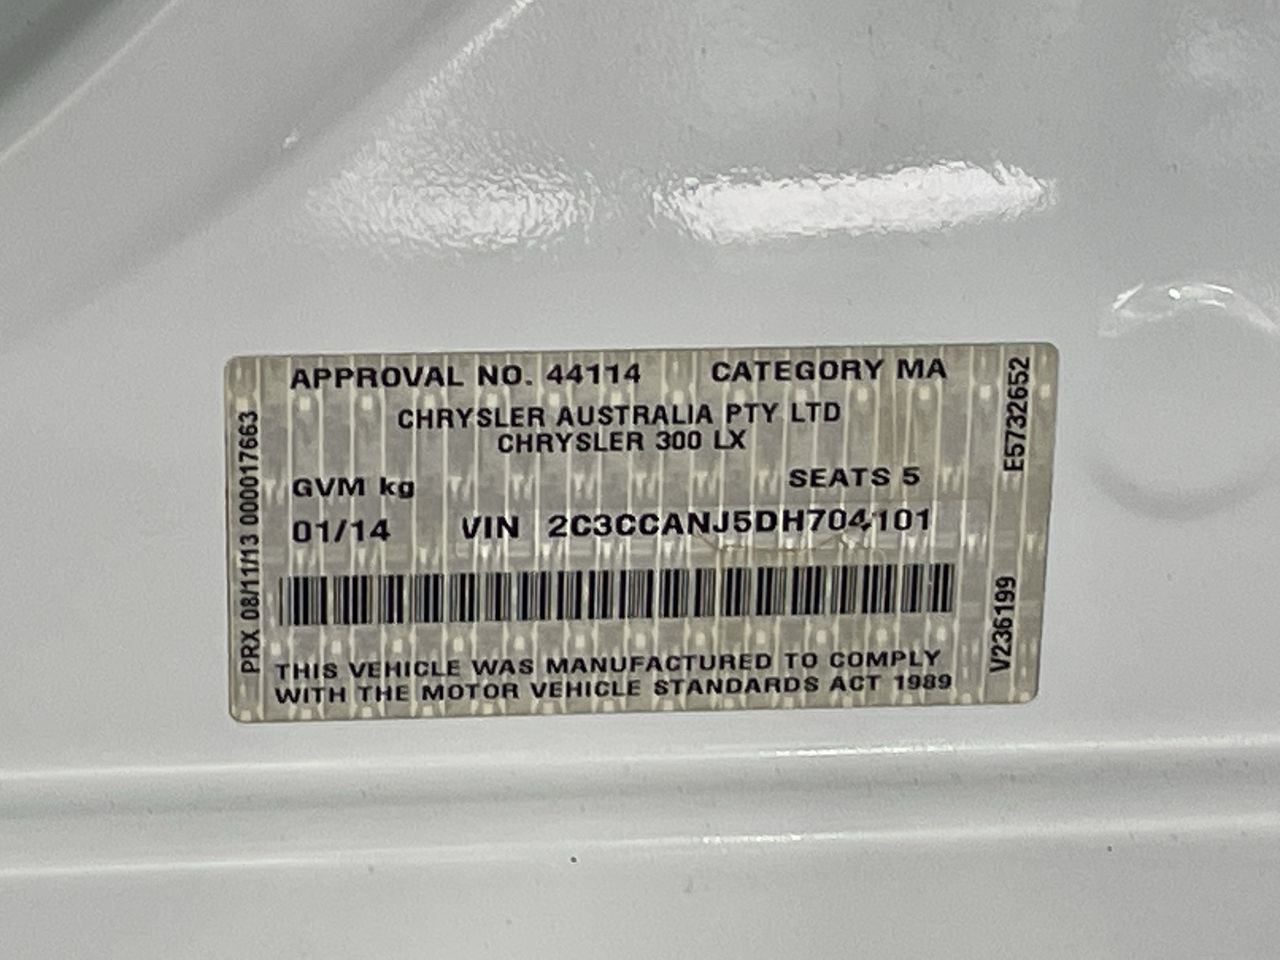 APPROVAL NO. 44114 CATEGORY MA
CHRYSLER AUSTRALIA PTY LTD
CHRYSLER 300 LX
GVM kg SEATS 5
01/14 VIN 2C3CCANJ5DH704101
THIS VEHICLE WAS MANUFACTURED TO COMPLY
WITH THE MOTOR VEHICLE STANDARDS ACT 1989
PRX 08/11/13 000017663
E5732652
V236199